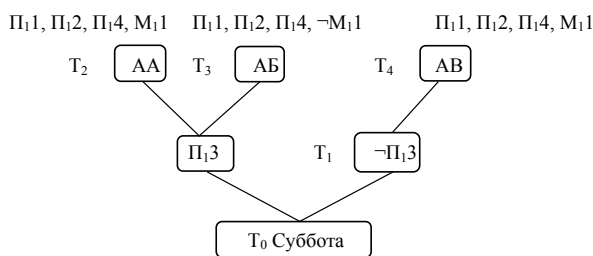 П₁1, П₁2, П₁4, М₁1 П₁1, П₁2, П₁4, ¬М₁1 П₁1, П₁2, П₁4, М₁1
Т₂ АА Т₃ АБ Т₄ АВ
П₁3 Т₁ ¬П₁3
Т₀ Суббота